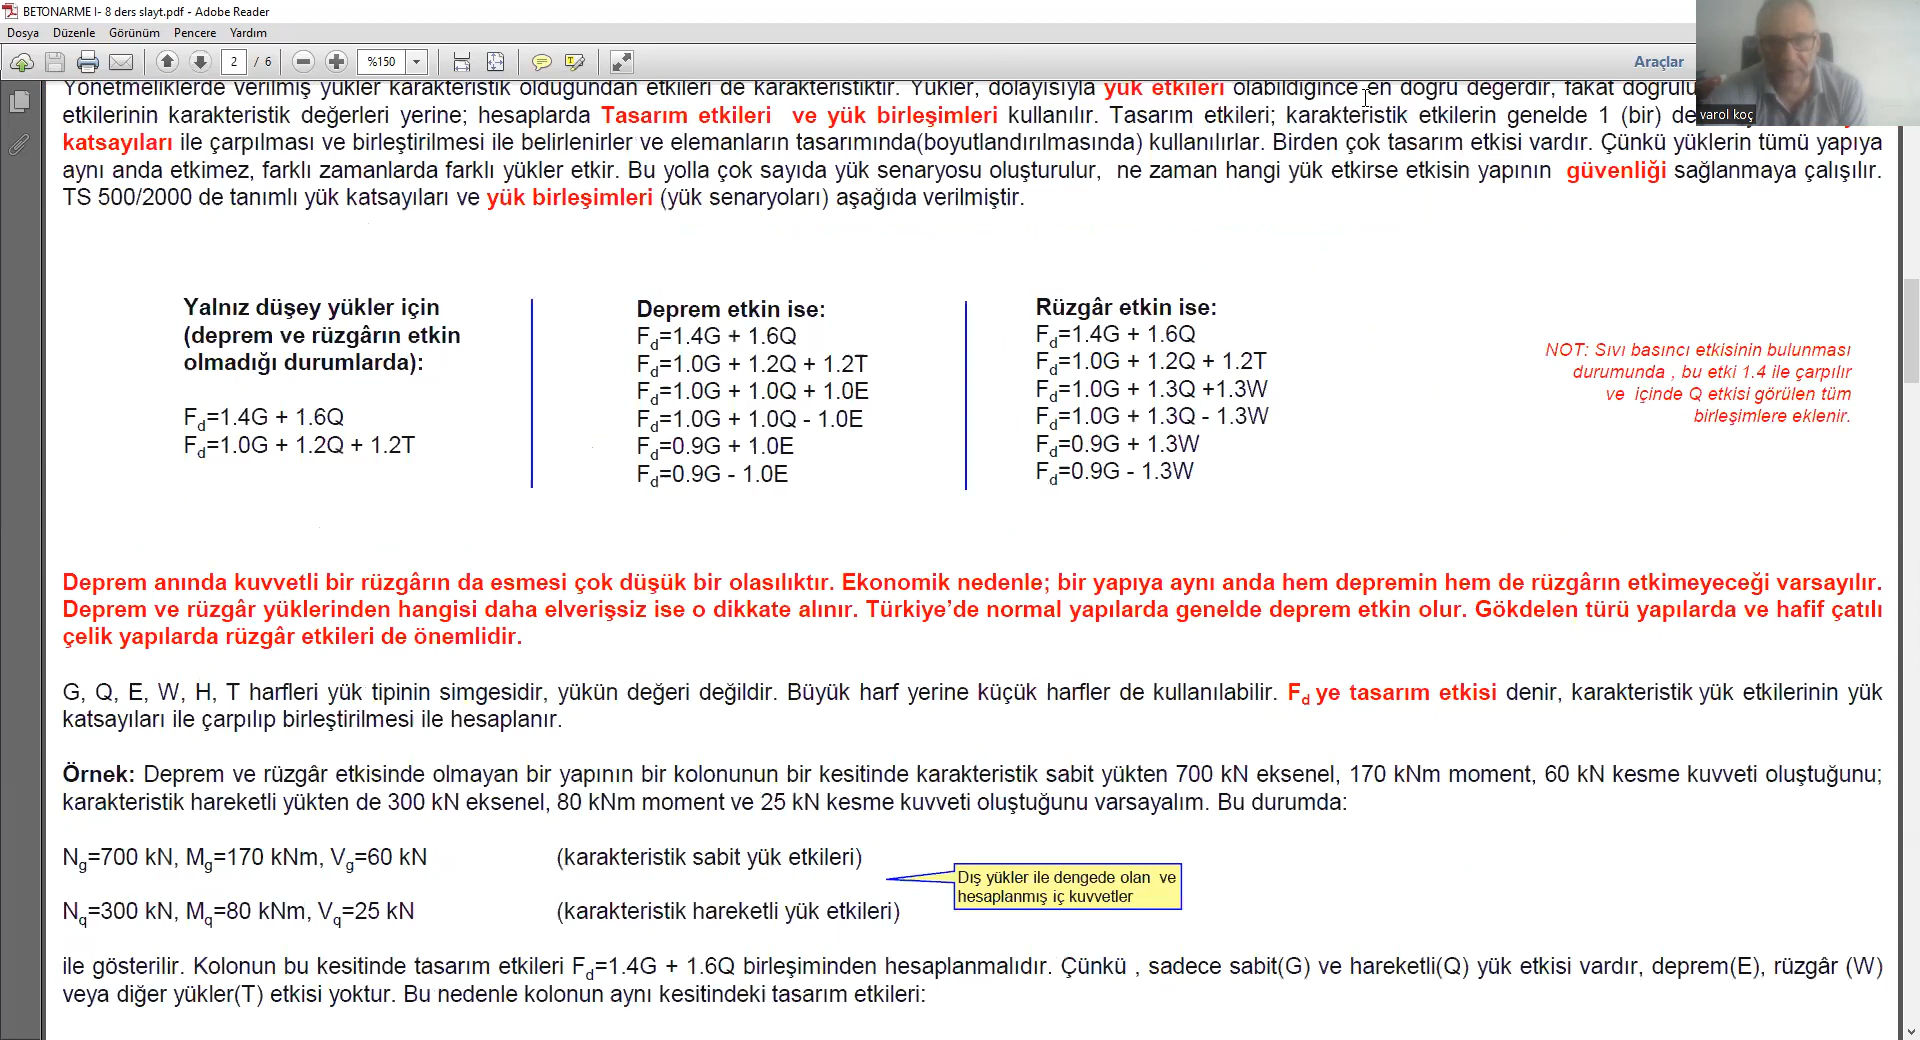 BETONARME I- 8 ders slayt.pdf - Adobe Reader
Dosya Düzenle Görünüm Pencere Yardım
2 / 6 %150 Araçlar
varol koç
Yönetmeliklerde verilmiş yükler karakteristik olduğundan etkileri de karakteristiktir. Yükler, dolayısıyla yük etkileri olabildiğince en doğru değerdir, fakat
etkilerinin karakteristik değerleri yerine; hesaplarda Tasarım etkileri ve yük birleşimleri kullanılır. Tasarım etkileri; karakteristik etkilerin genelde 1 (bir)
katsayıları ile çarpılması ve birleştirilmesi ile belirlenirler ve elemanların tasarımında(boyutlandırılmasında) kullanılırlar. Birden çok tasarım etkisi vardır. Çünkü yüklerin tümü yapıya
aynı anda etkimez, farklı zamanlarda farklı yükler etkir. Bu yolla çok sayıda yük senaryosu oluşturulur, ne zaman hangi yük etkirse etkisin yapının güvenliği sağlanmaya çalışılır.
TS 500/2000 de tanımlı yük katsayıları ve yük birleşimleri (yük senaryoları) aşağıda verilmiştir.
Yalnız düşey yükler için
(deprem ve rüzgârın etkin
olmadığı durumlarda):
Fd=1.4G + 1.6Q
Fd=1.0G + 1.2Q + 1.2T
Deprem etkin ise:
Fd=1.4G + 1.6Q
Fd=1.0G + 1.2Q + 1.2T
Fd=1.0G + 1.0Q + 1.0E
Fd=1.0G + 1.0Q - 1.0E
Fd=0.9G + 1.0E
Fd=0.9G - 1.0E
Rüzgâr etkin ise:
Fd=1.4G + 1.6Q
Fd=1.0G + 1.2Q + 1.2T
Fd=1.0G + 1.3Q +1.3W
Fd=1.0G + 1.3Q - 1.3W
Fd=0.9G + 1.3W
Fd=0.9G - 1.3W
NOT: Sıvı basıncı etkisinin bulunması
durumunda , bu etki 1.4 ile çarpılır
ve içinde Q etkisi görülen tüm
birleşimlere eklenir.
Deprem anında kuvvetli bir rüzgârın da esmesi çok düşük bir olasılıktır. Ekonomik nedenle; bir yapıya aynı anda hem depremin hem de rüzgârın etkimeyeceği varsayılır.
Deprem ve rüzgâr yüklerinden hangisi daha elverişsiz ise o dikkate alınır. Türkiye’de normal yapılarda genelde deprem etkin olur. Gökdelen türü yapılarda ve hafif çatılı
çelik yapılarda rüzgâr etkileri de önemlidir.
G, Q, E, W, H, T harfleri yük tipinin simgesidir, yükün değeri değildir. Büyük harf yerine küçük harfler de kullanılabilir. Fd ye tasarım etkisi denir, karakteristik yük etkilerinin yük
katsayıları ile çarpılıp birleştirilmesi ile hesaplanır.
Örnek: Deprem ve rüzgâr etkisinde olmayan bir yapının bir kolonunun bir kesitinde karakteristik sabit yükten 700 kN eksenel, 170 kNm moment, 60 kN kesme kuvveti oluştuğunu;
karakteristik hareketli yükten de 300 kN eksenel, 80 kNm moment ve 25 kN kesme kuvveti oluştuğunu varsayalım. Bu durumda:
Ng=700 kN, Mg=170 kNm, Vg=60 kN (karakteristik sabit yük etkileri)
Dış yükler ile dengede olan ve
hesaplanmış iç kuvvetler
Nq=300 kN, Mq=80 kNm, Vq=25 kN (karakteristik hareketli yük etkileri)
ile gösterilir. Kolonun bu kesitinde tasarım etkileri Fd=1.4G + 1.6Q birleşiminden hesaplanmalıdır. Çünkü , sadece sabit(G) ve hareketli(Q) yük etkisi vardır, deprem(E), rüzgâr (W)
veya diğer yükler(T) etkisi yoktur. Bu nedenle kolonun aynı kesitindeki tasarım etkileri: